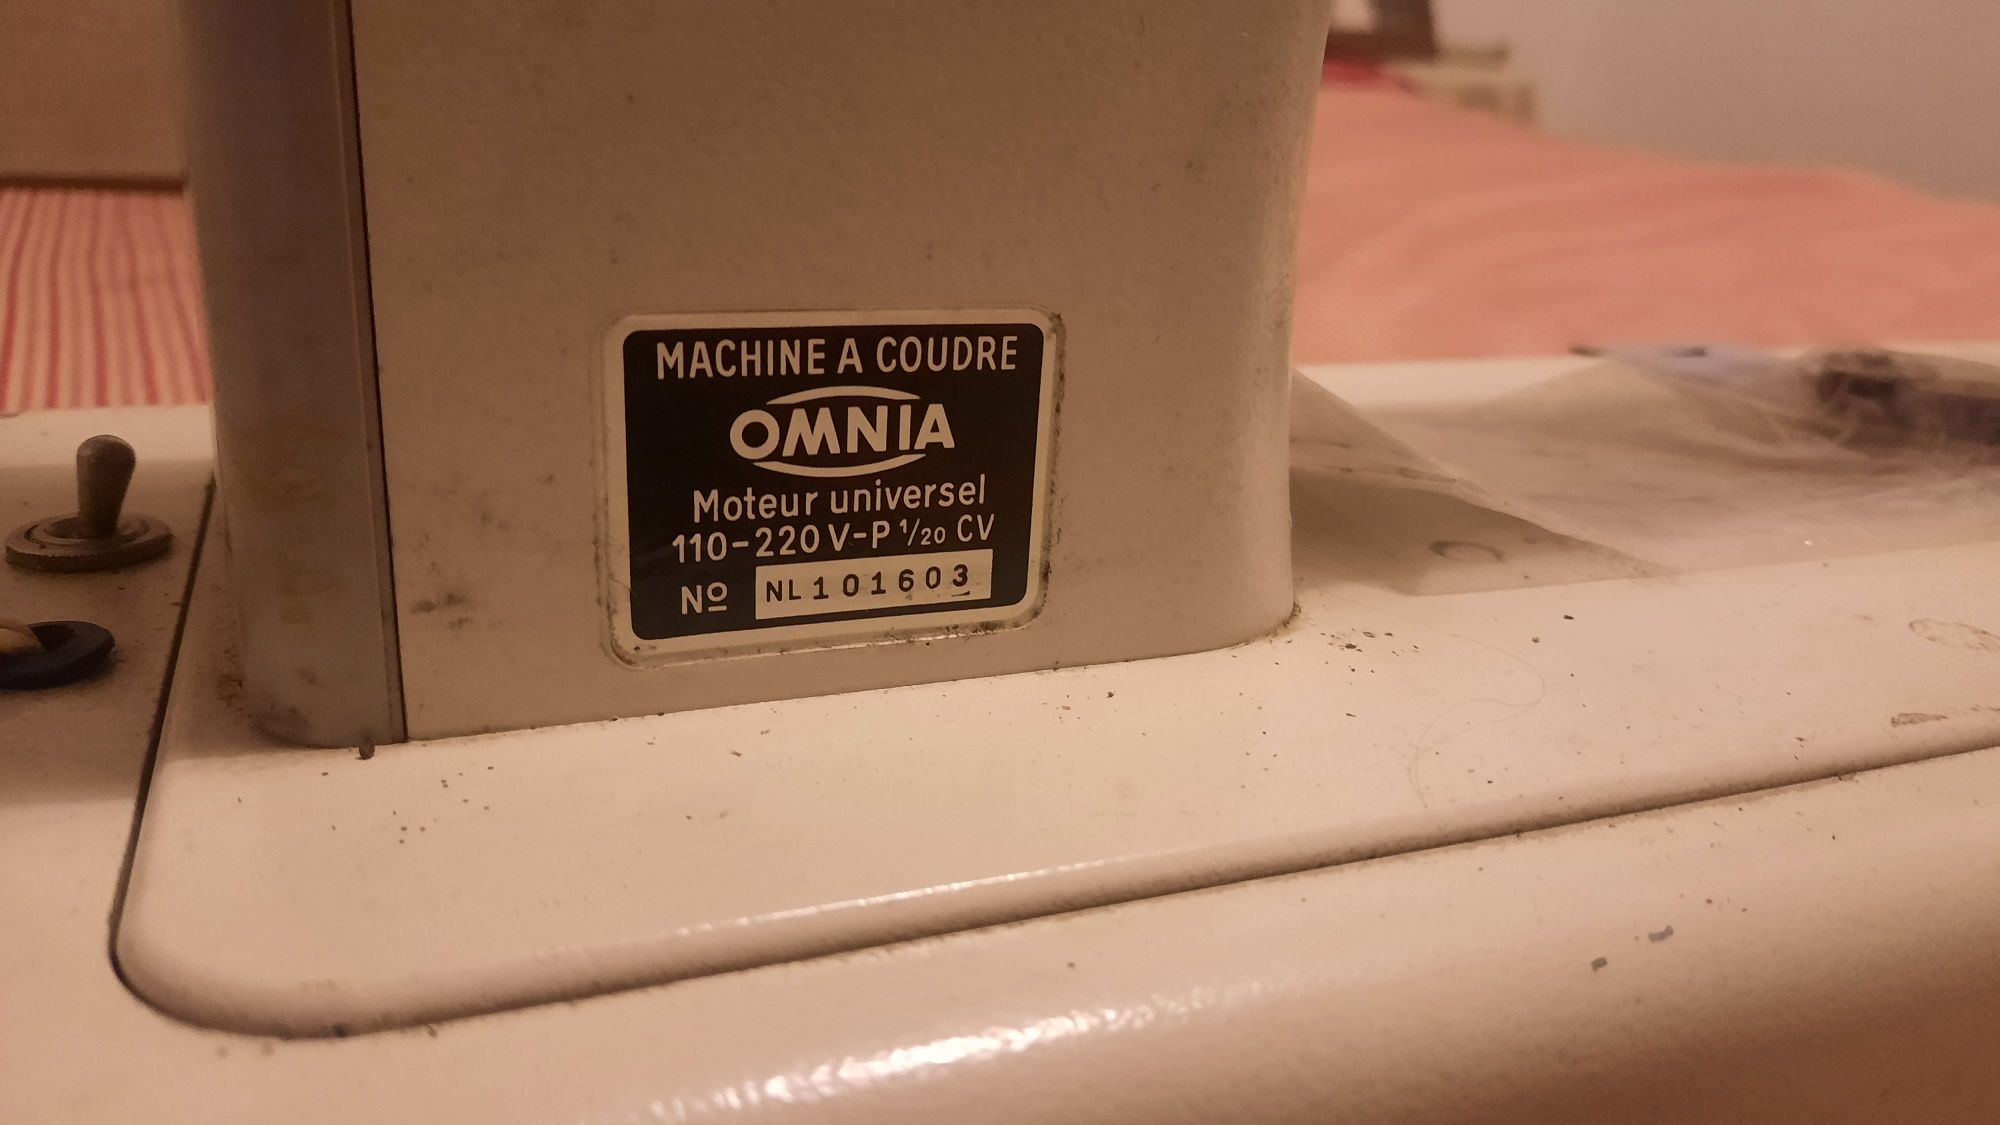 MACHINE A COUDRE
OMNIA
Moteur universel
110-220 V-P 1/20 CV
Nº NL101603